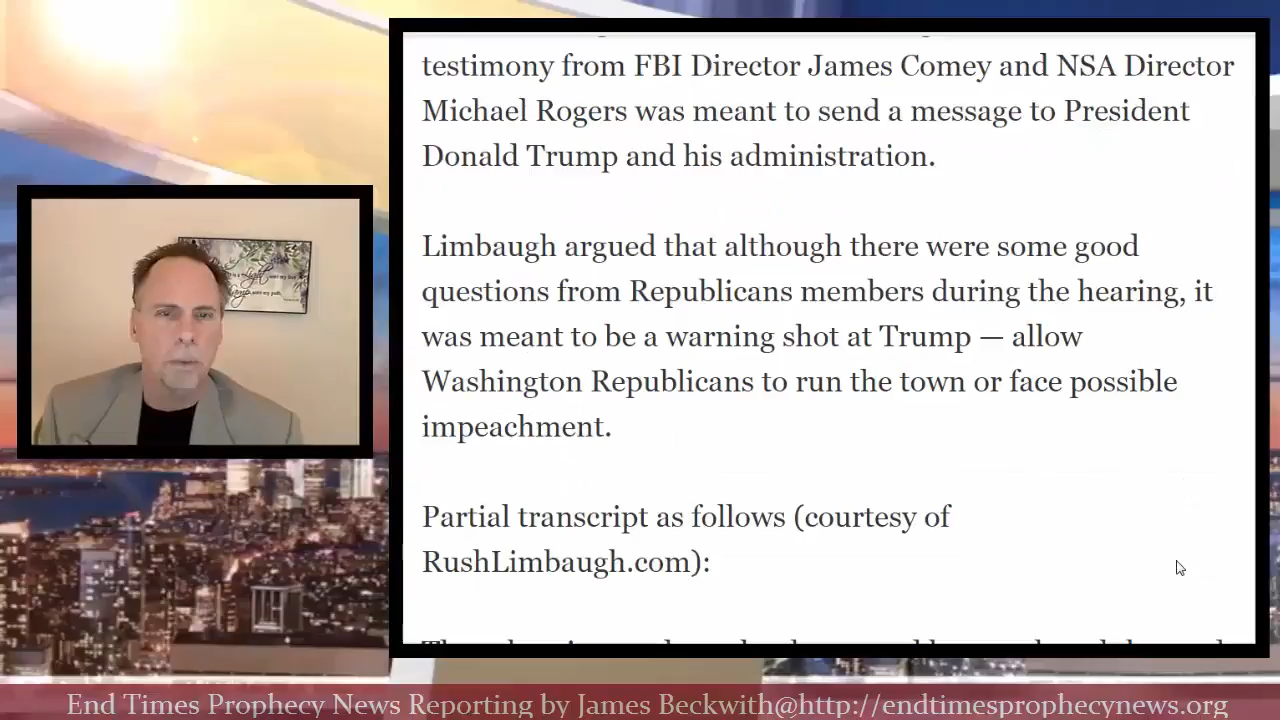 testimony from FBI Director James Comey and NSA Director
Michael Rogers was meant to send a message to President
Donald Trump and his administration.
Limbaugh argued that although there were some good
questions from Republicans members during the hearing, it
was meant to be a warning shot at Trump — allow
Washington Republicans to run the town or face possible
impeachment.
Partial transcript as follows (courtesy of
RushLimbaugh.com):
End Times Prophecy News Reporting by James Beckwith@http://endtimesprophecynews.org